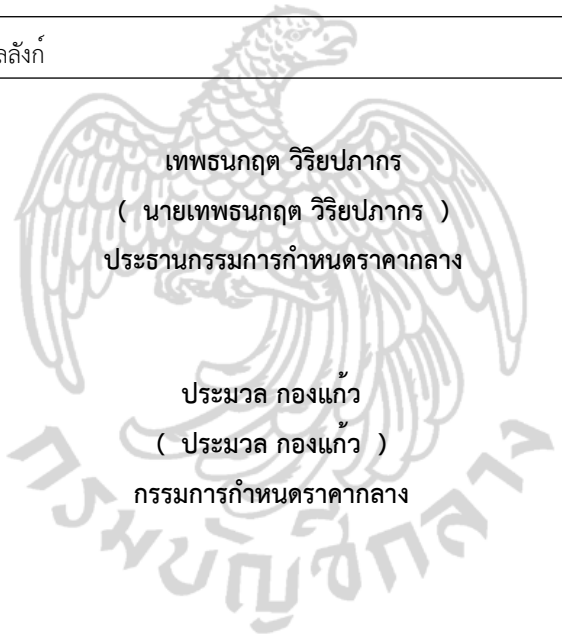 ลังก์
เทพธนกฤต วิริยปภากร
( นายเทพธนกฤต วิริยปภากร )
ประธานกรรมการกำหนดราคากลาง
ประมวล กองแก้ว
( ประมวล กองแก้ว )
กรรมการกำหนดราคากลาง
กรมบัญชีกลาง